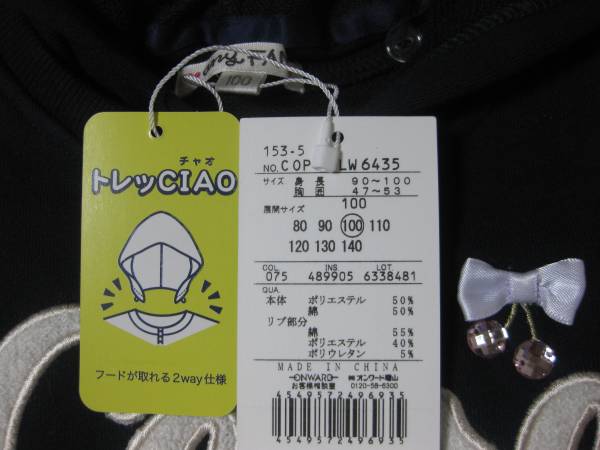 100
チャオ
トレッCIAO
フードが取れる2way仕様
153-5
NO. COP LW6435
サイズ 身長 90～100
胸囲 47～53
展開サイズ 100
80 90 100 110
120 130 140
COL INS LOT
075 489905 6338481
QUA.
本体 ポリエステル 50%
綿 50%
リブ部分
綿 55%
ポリエステル 40%
ポリウレタン 5%
MADE IN CHINA
ONWARD ㈱オンワード樫山
お客様相談室 0120-58-6300
4549572496935
4549572496935